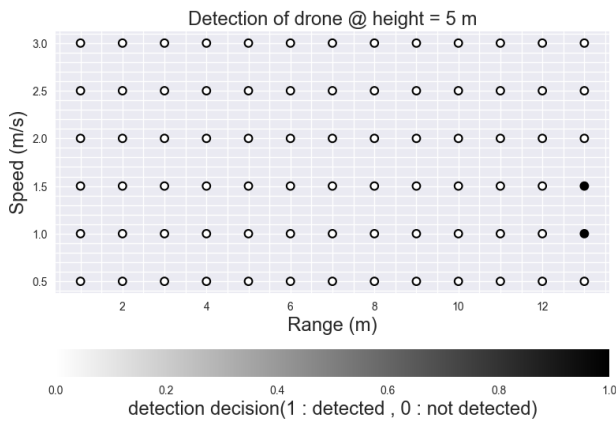 Detection of drone @ height = 5 m
Speed (m/s)
3.0
2.5
2.0
1.5
1.0
0.5
2 4 6 8 10 12
Range (m)
0.0 0.2 0.4 0.6 0.8 1.0
detection decision(1 : detected , 0 : not detected)